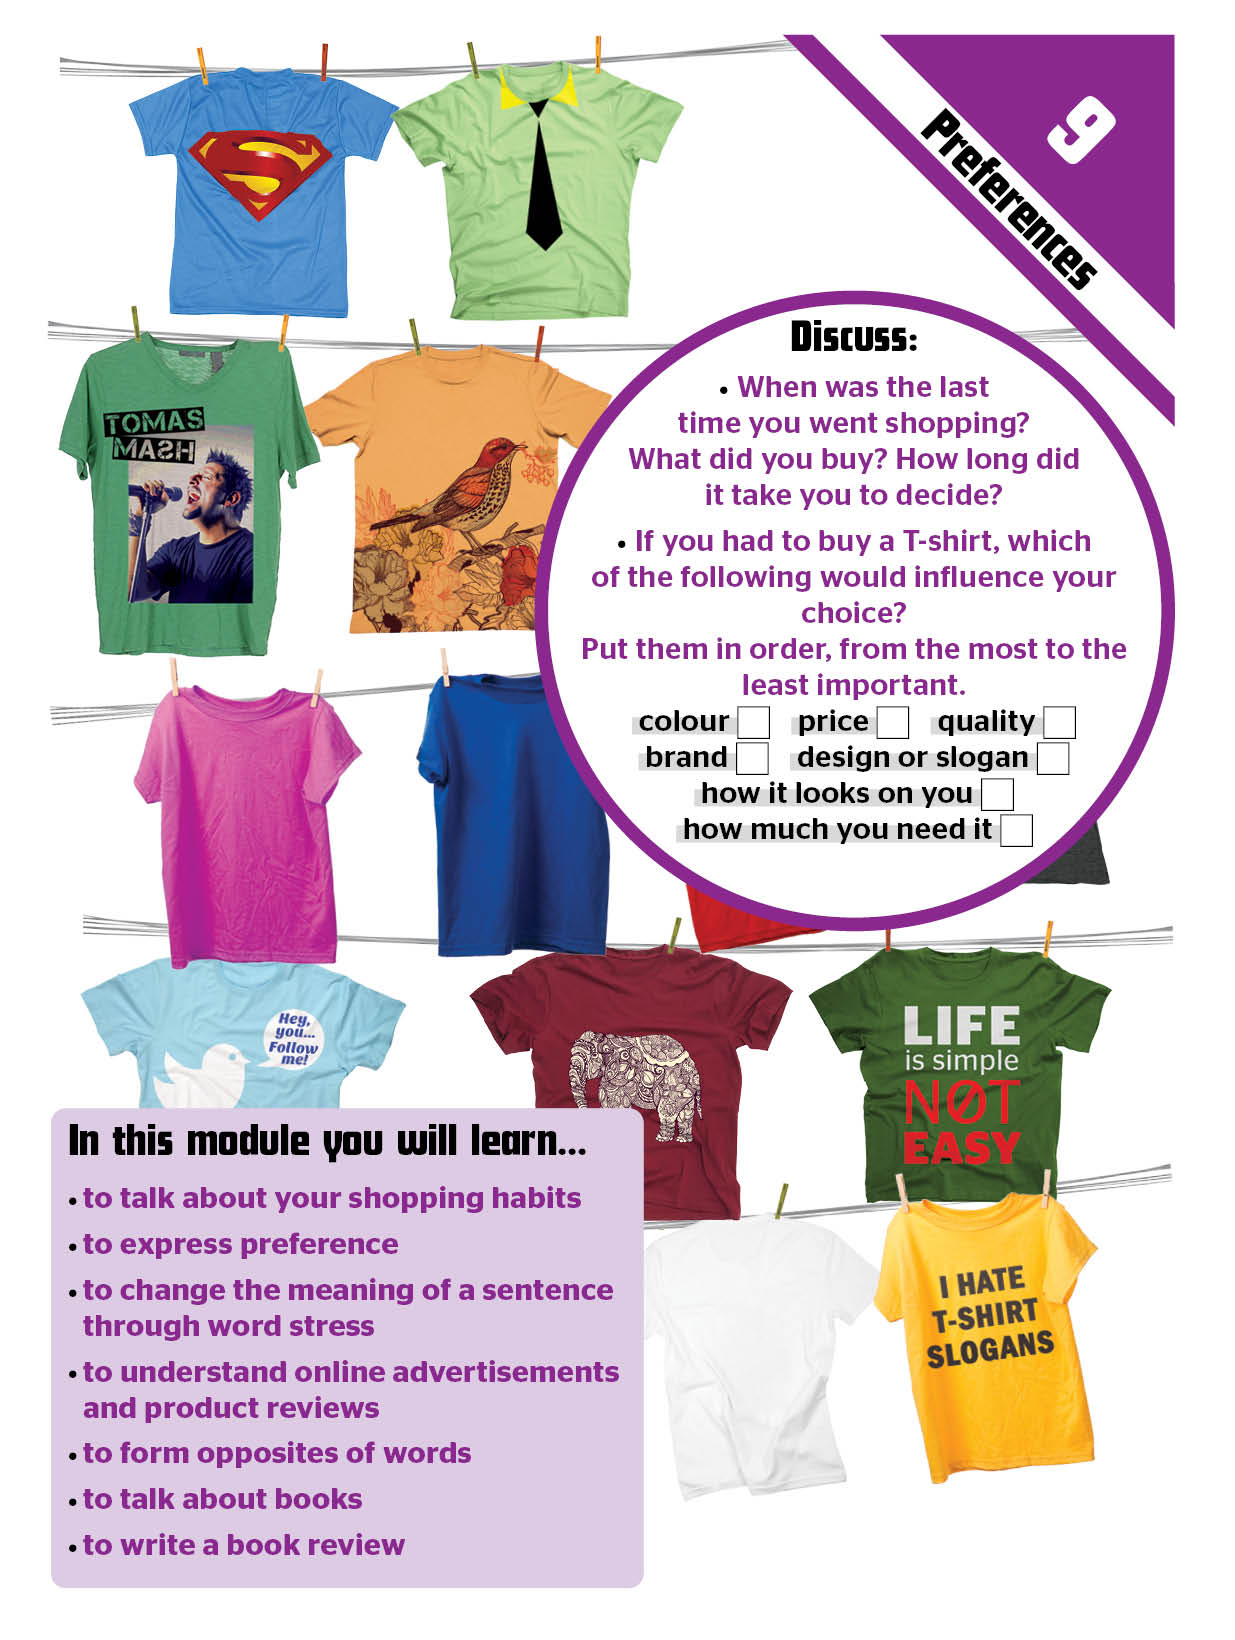 9
Preferences
TOMAS
MASH
Discuss:
• When was the last
time you went shopping?
What did you buy? How long did
it take you to decide?
• If you had to buy a T-shirt, which
of the following would influence your
choice?
Put them in order, from the most to the
least important.
colour price quality
brand design or slogan
how it looks on you
how much you need it
Hey,
you...
Follow
me!
LIFE
is simple
NOT
EASY
In this module you will learn...
• to talk about your shopping habits
• to express preference
• to change the meaning of a sentence
through word stress
• to understand online advertisements
and product reviews
• to form opposites of words
• to talk about books
• to write a book review
I HATE
T-SHIRT
SLOGANS